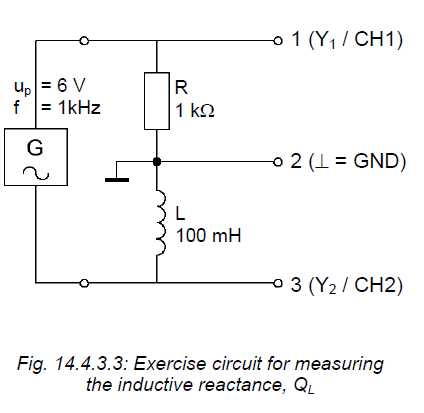 1 (Y₁ / CH1)
uₚ = 6 V
f = 1kHz
R
1 kΩ
G
2 (⊥ = GND)
L
100 mH
3 (Y₂ / CH2)
Fig. 14.4.3.3: Exercise circuit for measuring
the inductive reactance, Q_L